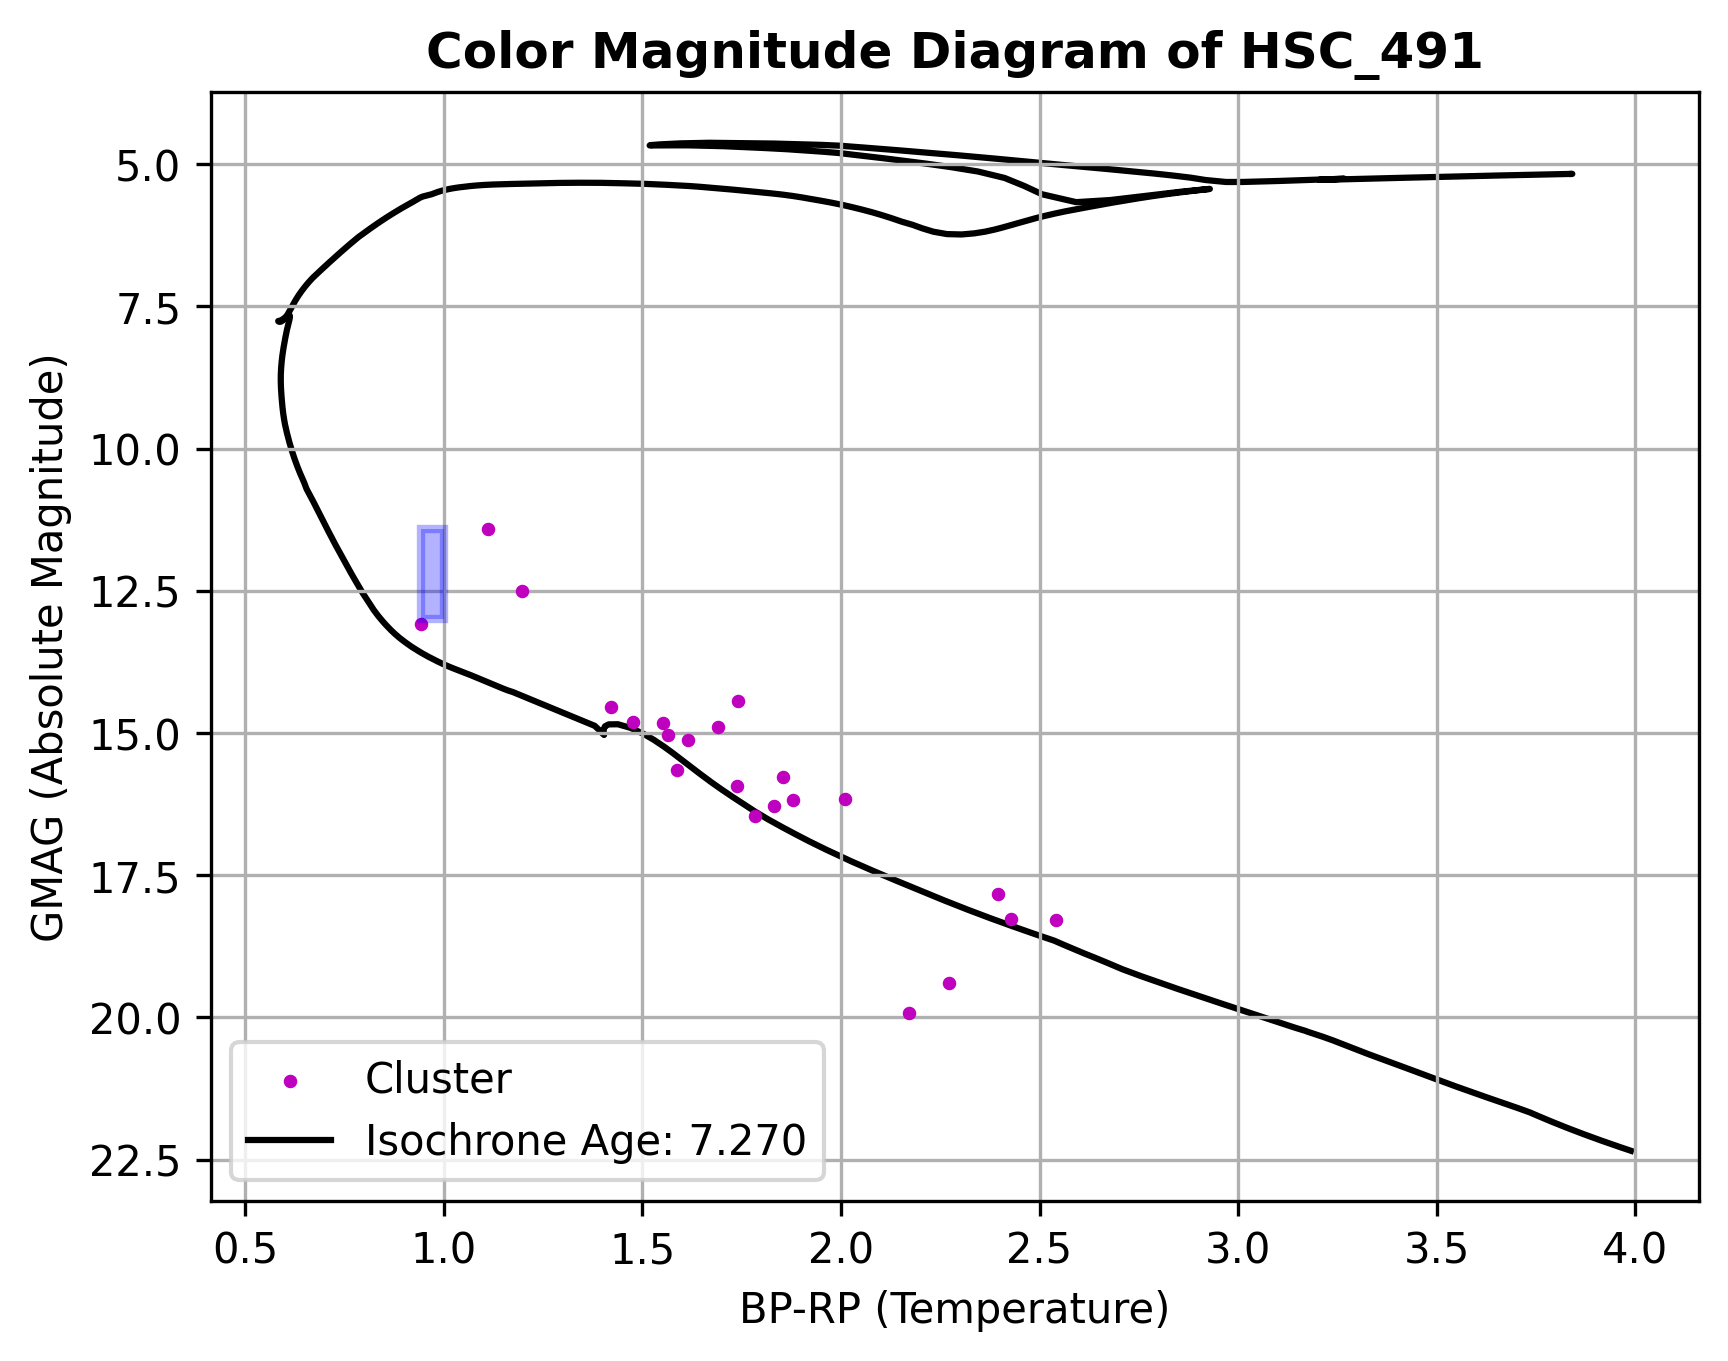 Color Magnitude Diagram of HSC_491
GMAG (Absolute Magnitude)
5.0
7.5
10.0
12.5
15.0
17.5
20.0
22.5
Cluster
Isochrone Age: 7.270
0.5 1.0 1.5 2.0 2.5 3.0 3.5 4.0
BP-RP (Temperature)